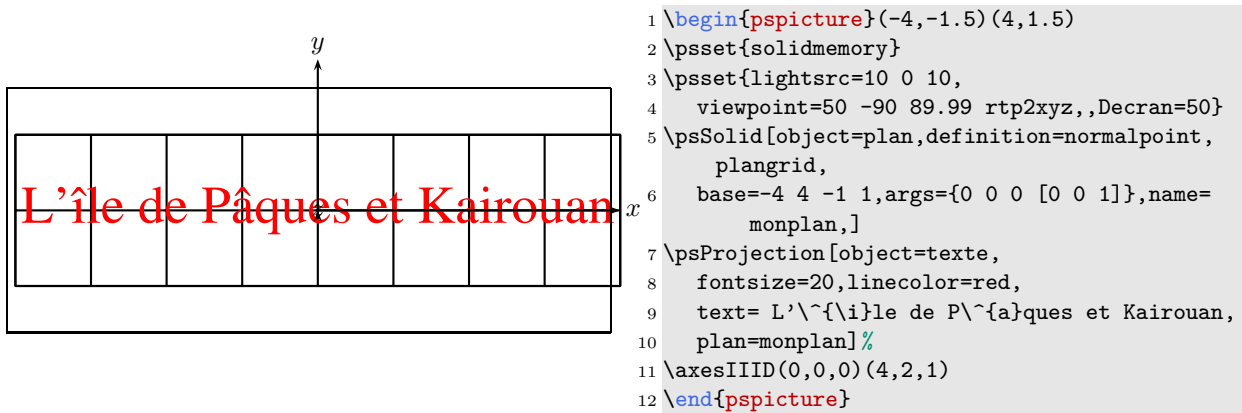 y
L'île de Pâques et Kairouan x
1 \begin{pspicture}(-4,-1.5)(4,1.5)
2 \psset{solidmemory}
3 \psset{lightsrc=10 0 10,
4 viewpoint=50 -90 89.99 rtp2xyz,,Decran=50}
5 \psSolid[object=plan,definition=normalpoint,
plangrid,
6 base=-4 4 -1 1,args={0 0 0 [0 0 1]},name=
monplan,]
7 \psProjection[object=texte,
8 fontsize=20,linecolor=red,
9 text= L'\^{\i}le de P\^{a}ques et Kairouan,
10 plan=monplan]%
11 \axesIIID(0,0,0)(4,2,1)
12 \end{pspicture}